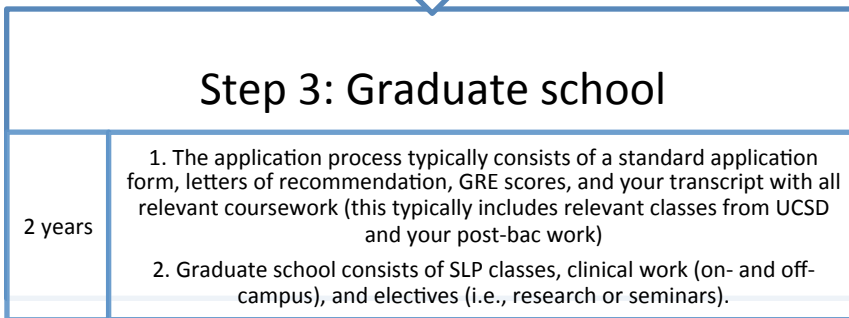 Step 3: Graduate school
2 years
1. The application process typically consists of a standard application
form, letters of recommendation, GRE scores, and your transcript with all
relevant coursework (this typically includes relevant classes from UCSD
and your post-bac work)
2. Graduate school consists of SLP classes, clinical work (on- and off-
campus), and electives (i.e., research or seminars).